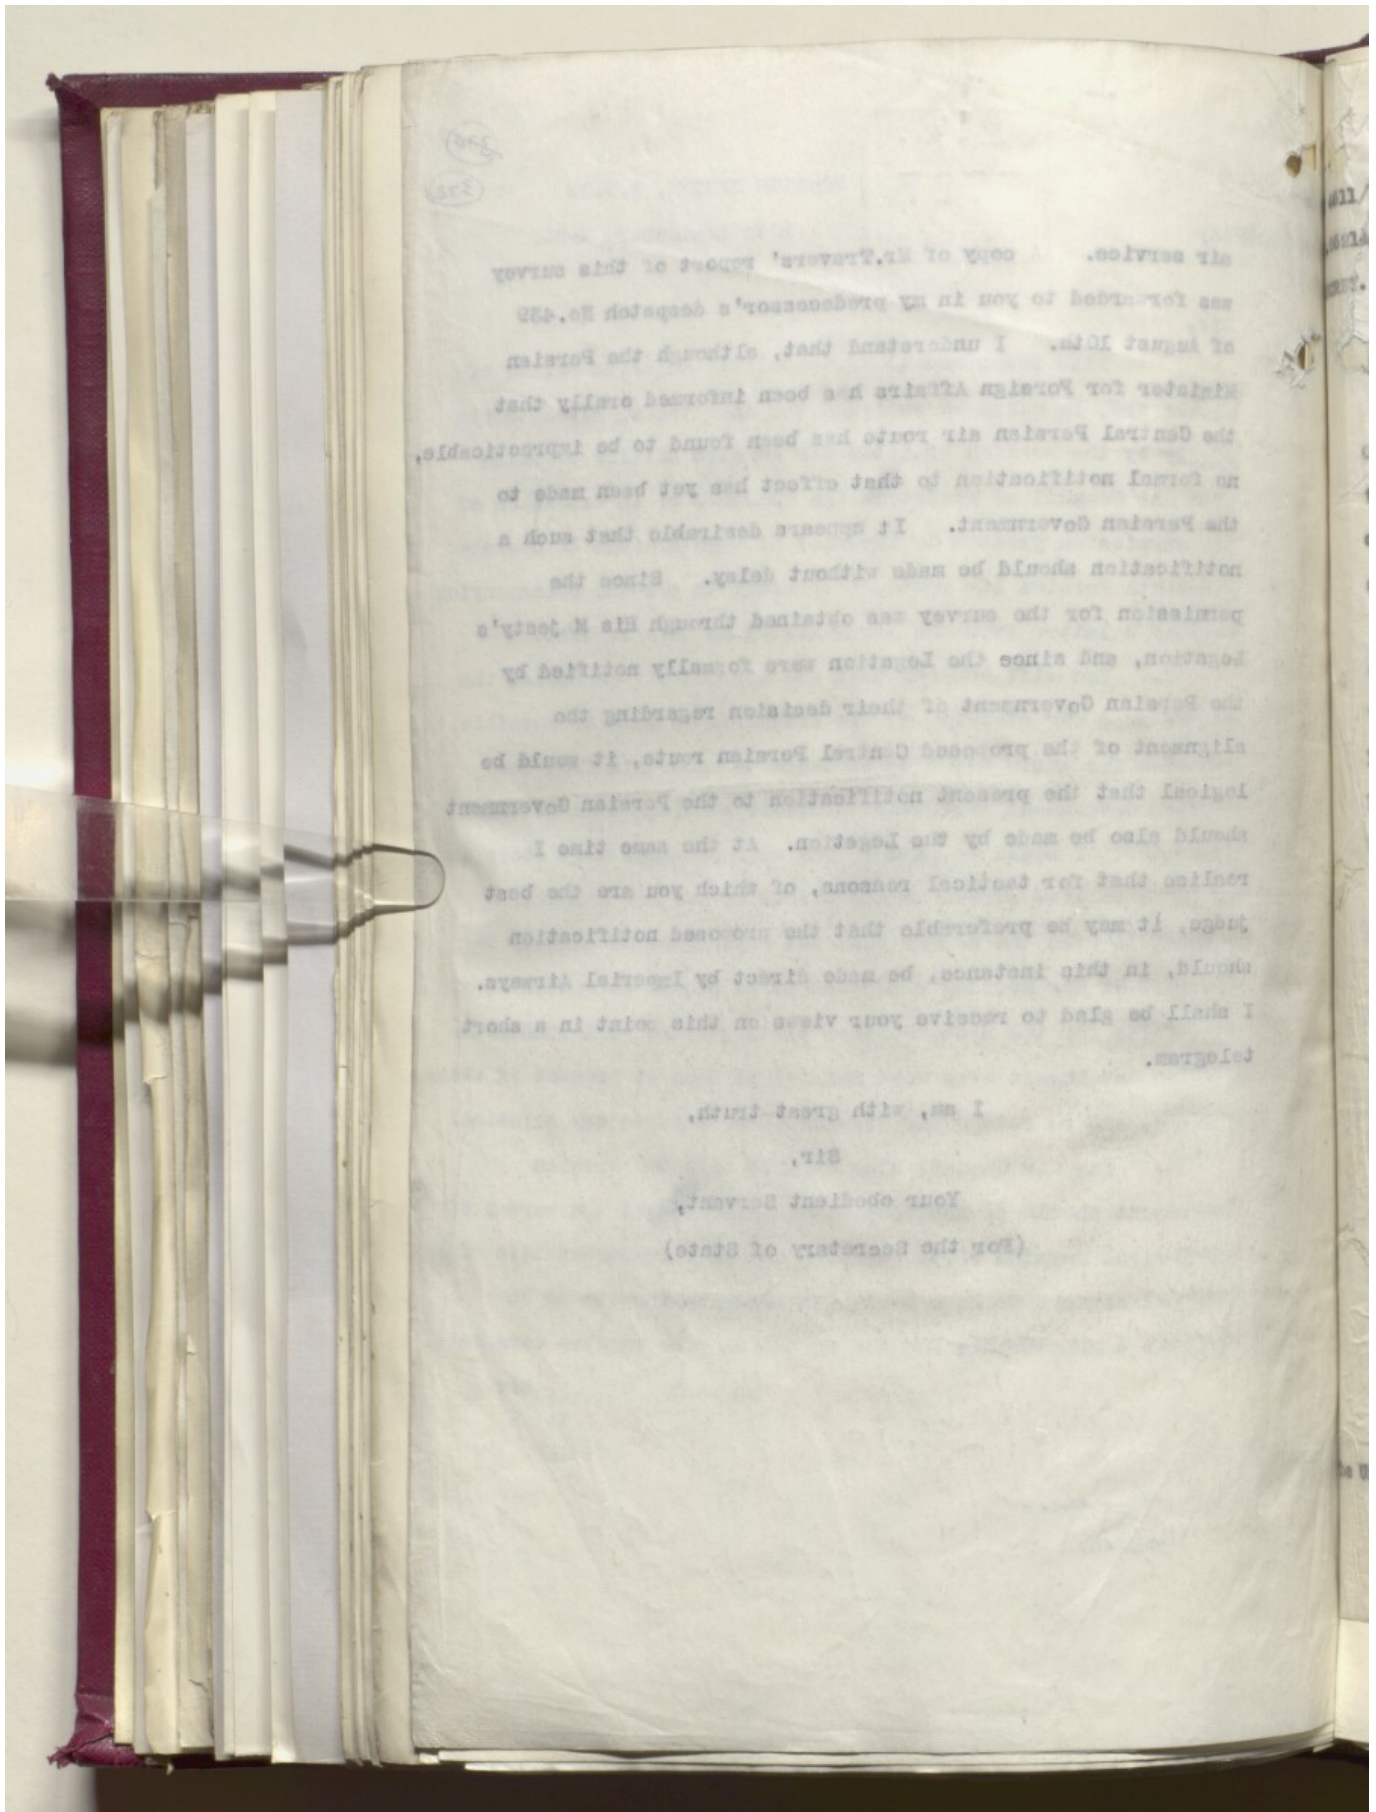 air service. A copy of Mr.Travers' report of this survey
was forwarded to you in my predecessor's despatch No.439
of August 10th. I understand that, although the Persian
Minister for Foreign Affairs has been informed orally that
the Central Persian air route has been found to be impracticable,
no formal notification to that effect has yet been made to
the Persian Government. It appears desirable that such a
notification should be made without delay. Since the
permission for the survey was obtained through His M jesty's
Legation, and since the Legation were formally notified by
the Persian Government of their decision regarding the
alignment of the proposed Central Persian route, it would be
logical that the present notification to the Persian Government
should also be made by the Legation. At the same time I
realise that for tactical reasons, of which you are the best
judge, it may be preferable that the proposed notification
should, in this instance, be made direct by Imperial Airways.
I shall be glad to receive your views on this point in a short
telegram.
I am, with great truth,
Sir,
Your obedient Servant,
(For the Secretary of State)